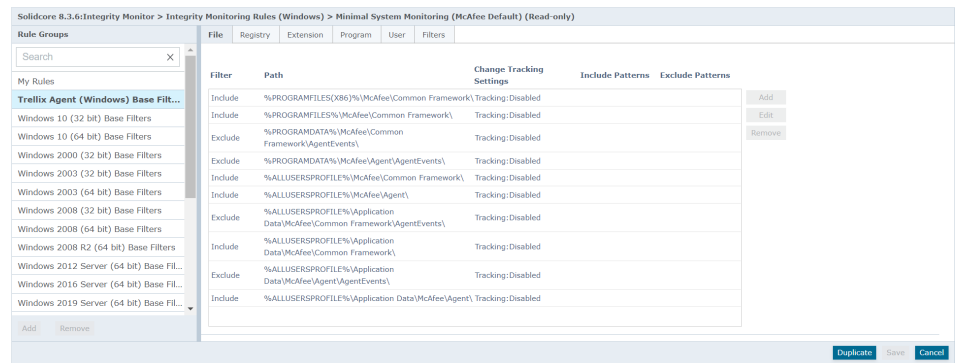 Solidcore 8.3.6:Integrity Monitor > Integrity Monitoring Rules (Windows) > Minimal System Monitoring (McAfee Default) (Read-only)
Rule Groups
Search
My Rules
Trellix Agent (Windows) Base Filt...
Windows 10 (32 bit) Base Filters
Windows 10 (64 bit) Base Filters
Windows 2000 (32 bit) Base Filters
Windows 2003 (32 bit) Base Filters
Windows 2003 (64 bit) Base Filters
Windows 2008 (32 bit) Base Filters
Windows 2008 (64 bit) Base Filters
Windows 2008 R2 (64 bit) Base Filters
Windows 2012 Server (64 bit) Base Fil...
Windows 2016 Server (64 bit) Base Fil...
Windows 2019 Server (64 bit) Base Fil...
Add Remove
File Registry Extension Program User Filters
Filter Path Change Tracking Settings Include Patterns Exclude Patterns
Include %PROGRAMFILES(X86)%\McAfee\Common Framework\ Tracking:Disabled
Include %PROGRAMFILES%\McAfee\Common Framework\ Tracking:Disabled
Exclude %PROGRAMDATA%\McAfee\Common
Framework\AgentEvents\ Tracking:Disabled
Exclude %PROGRAMDATA%\McAfee\Agent\AgentEvents\ Tracking:Disabled
Include %ALLUSERSPROFILE%\McAfee\Common Framework\ Tracking:Disabled
Include %ALLUSERSPROFILE%\McAfee\Agent\ Tracking:Disabled
Exclude %ALLUSERSPROFILE%\Application
Data\McAfee\Common Framework\AgentEvents\ Tracking:Disabled
Include %ALLUSERSPROFILE%\Application
Data\McAfee\Common Framework\ Tracking:Disabled
Exclude %ALLUSERSPROFILE%\Application
Data\McAfee\Agent\AgentEvents\ Tracking:Disabled
Include %ALLUSERSPROFILE%\Application Data\McAfee\Agent\ Tracking:Disabled
Add
Edit
Remove
Duplicate Save Cancel